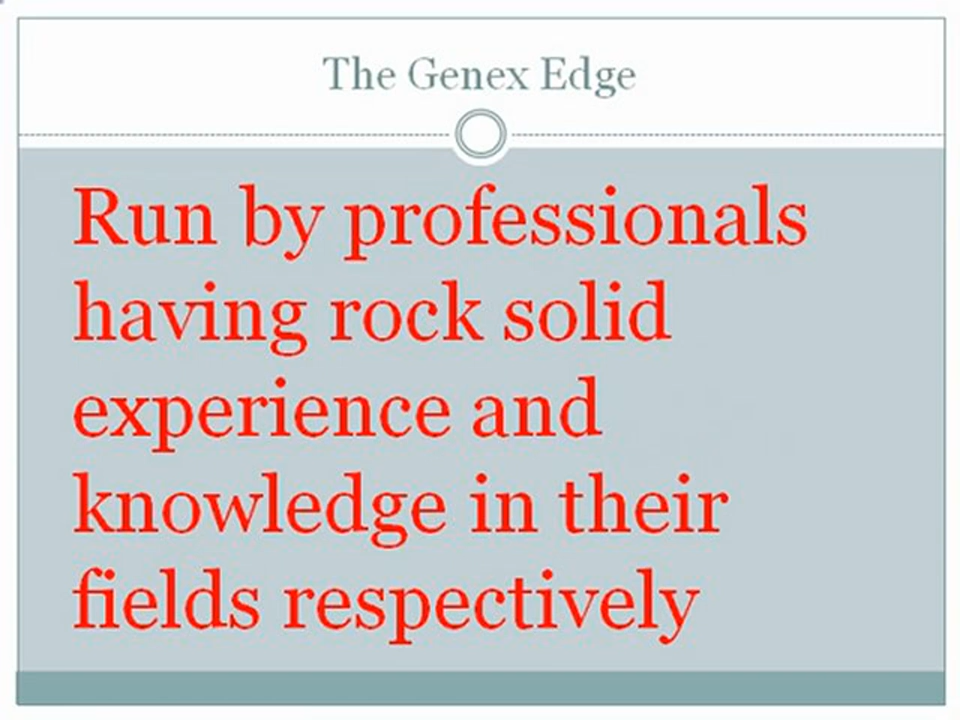 The Genex Edge
Run by professionals
having rock solid
experience and
knowledge in their
fields respectively